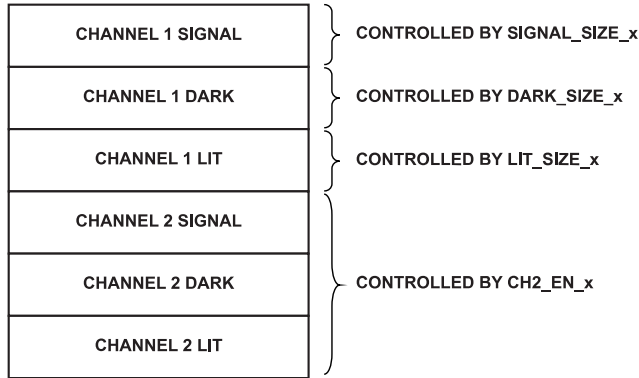 CHANNEL 1 SIGNAL
CONTROLLED BY SIGNAL_SIZE_x
CHANNEL 1 DARK
CONTROLLED BY DARK_SIZE_x
CHANNEL 1 LIT
CONTROLLED BY LIT_SIZE_x
CHANNEL 2 SIGNAL
CHANNEL 2 DARK
CONTROLLED BY CH2_EN_x
CHANNEL 2 LIT